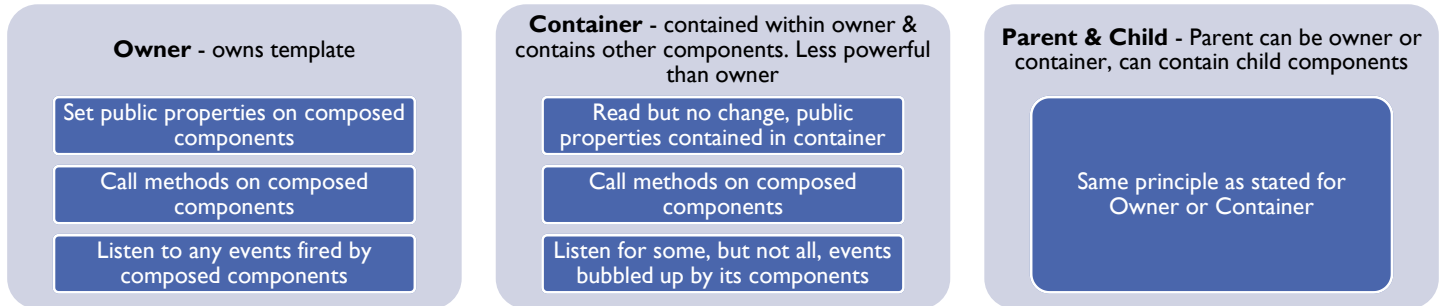 Owner - owns template
Set public properties on composed
components
Call methods on composed
components
Listen to any events fired by
composed components
Container - contained within owner &
contains other components. Less powerful
than owner
Read but no change, public
properties contained in container
Call methods on composed
components
Listen for some, but not all, events
bubbled up by its components
Parent & Child - Parent can be owner or
container, can contain child components
Same principle as stated for
Owner or Container